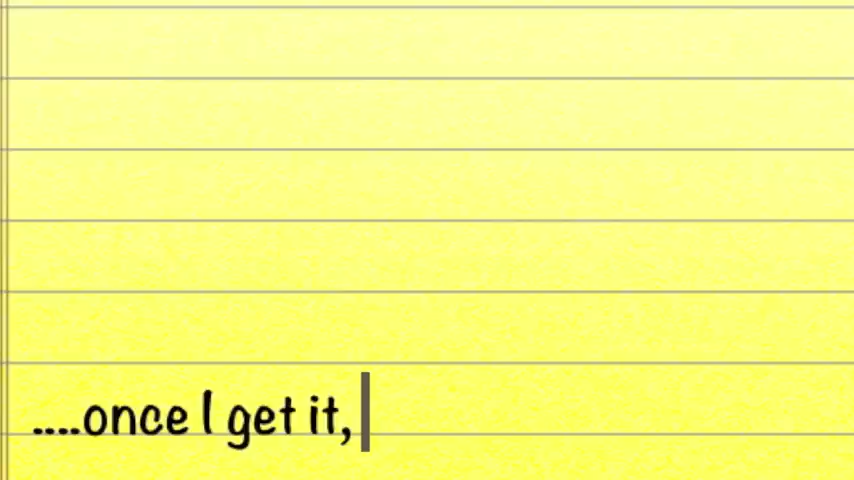 ....once I get it,